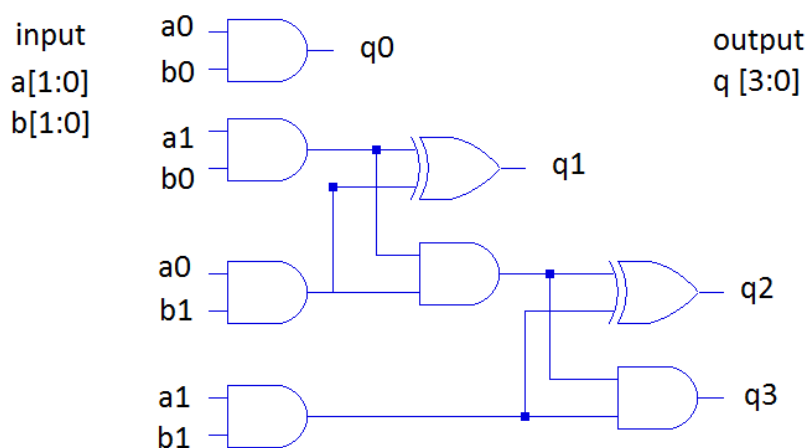 input
a[1:0]
b[1:0]
a0
b0
q0
output
q [3:0]
a1
b0
q1
a0
b1
q2
a1
b1
q3